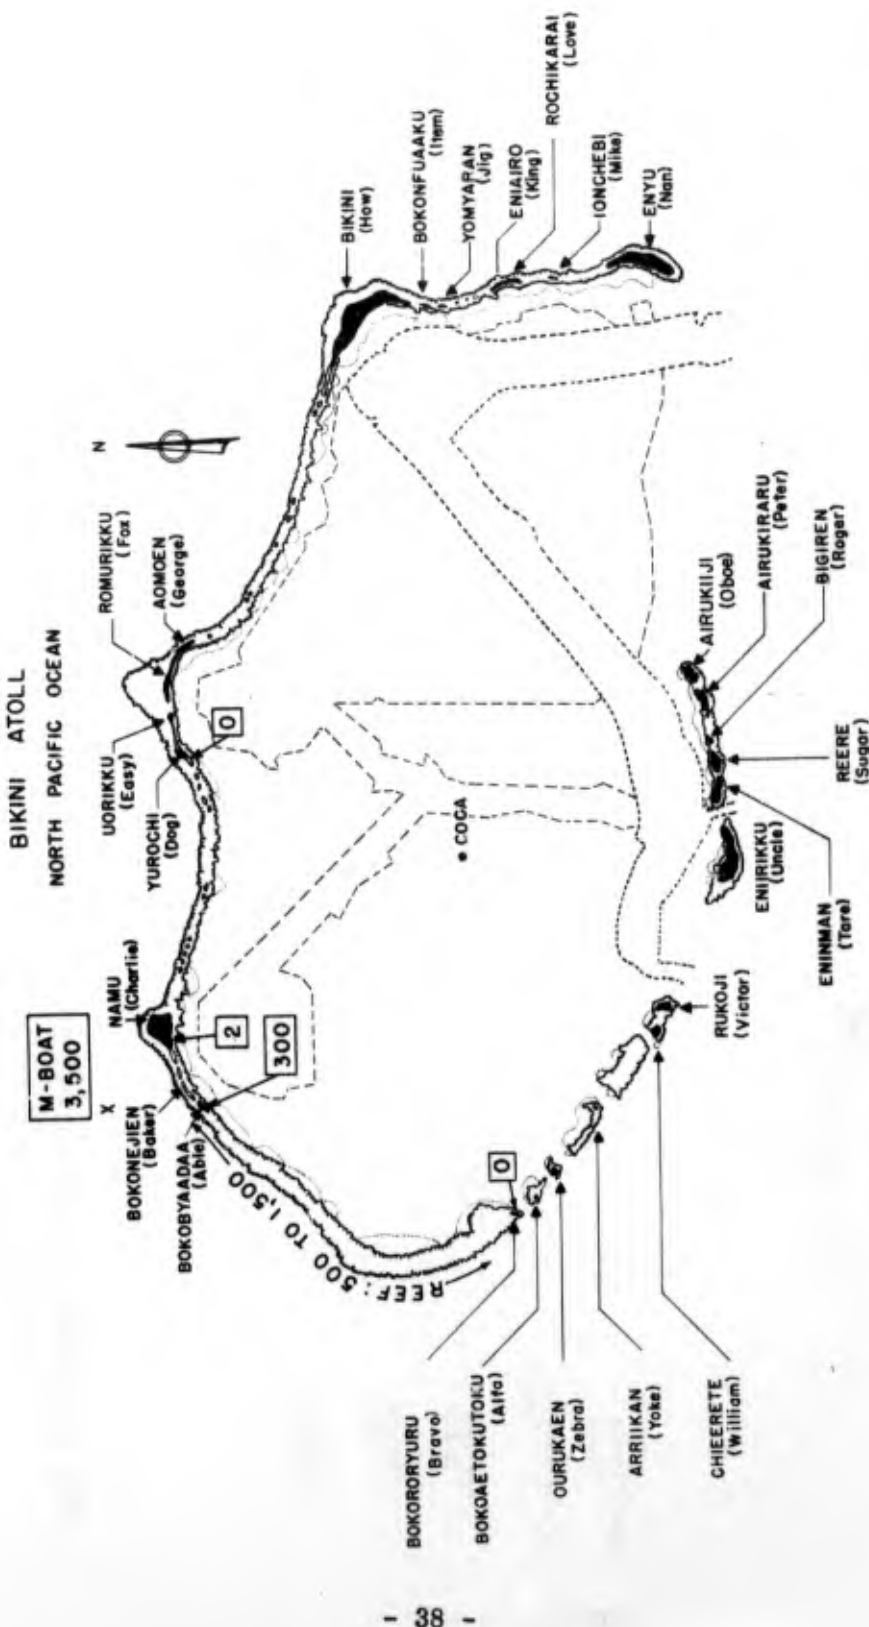 BIKINI ATOLL
NORTH PACIFIC OCEAN
N
M-BOAT
3,500
X
NAMU
(Charlie)
BOKONEJIEN
(Baker)
BOKOBYAADAA
(Able)
2
300
REEF: 500 TO 1,500
UORIKKU
(Easy)
YUROCHI
(Dog)
0
ROMURIKKU
(Fox)
AOMOEN
(George)
BIKINI
(How)
BOKONFUAAKU
(Item)
YOMYARAN
(Jig)
ENIAIRO
(King)
ROCHIKARAI
(Love)
IONCHEBI
(Mike)
ENYU
(Nan)
COCA
0
BOKORORYURU
(Bravo)
BOKOAETOKUTOKU
(Alfa)
OURUKAEN
(Zebra)
ARRIIKAN
(Yoke)
CHIEERETE
(William)
RUKOJI
(Victor)
ENIJRIKKU
(Uncle)
ENINMAN
(Tare)
REERE
(Sugar)
BIGIREN
(Roger)
AIRUKIRARU
(Peter)
AIRUKIIJI
(Oboe)
- 38 -